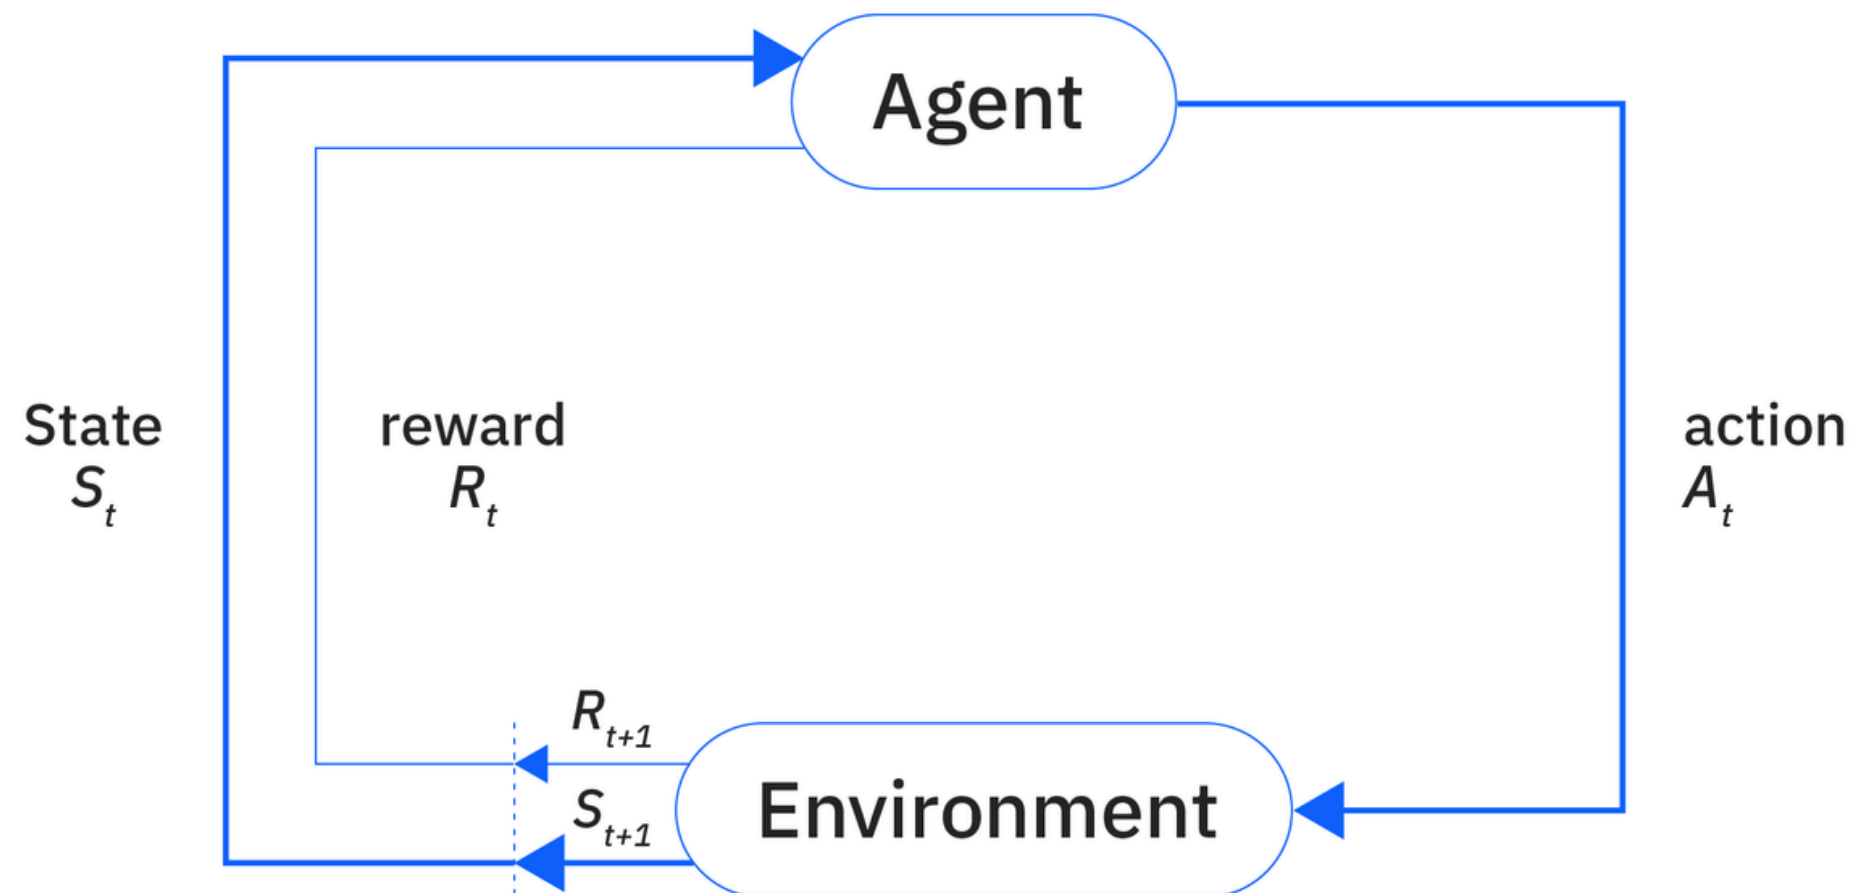 Agent
State
S_t
reward
R_t
action
A_t
R_t+1
S_t+1
Environment